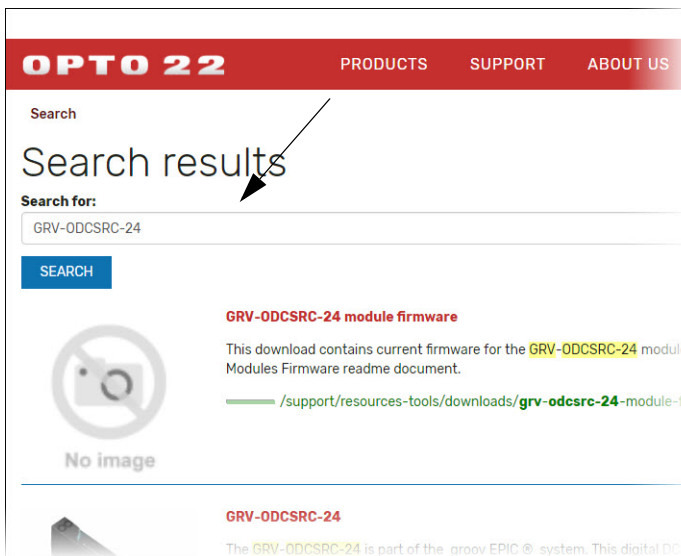 OPTO 22 PRODUCTS SUPPORT ABOUT US
Search
Search results
Search for:
GRV-ODCSRC-24
SEARCH
GRV-ODCSRC-24 module firmware
This download contains current firmware for the GRV-ODCSRC-24 modul
Modules Firmware readme document.
/support/resources-tools/downloads/grv-odcsrc-24-module-f
No image
GRV-ODCSRC-24
The GRV-ODCSRC-24 is part of the groov EPIC ® system. This digital DC